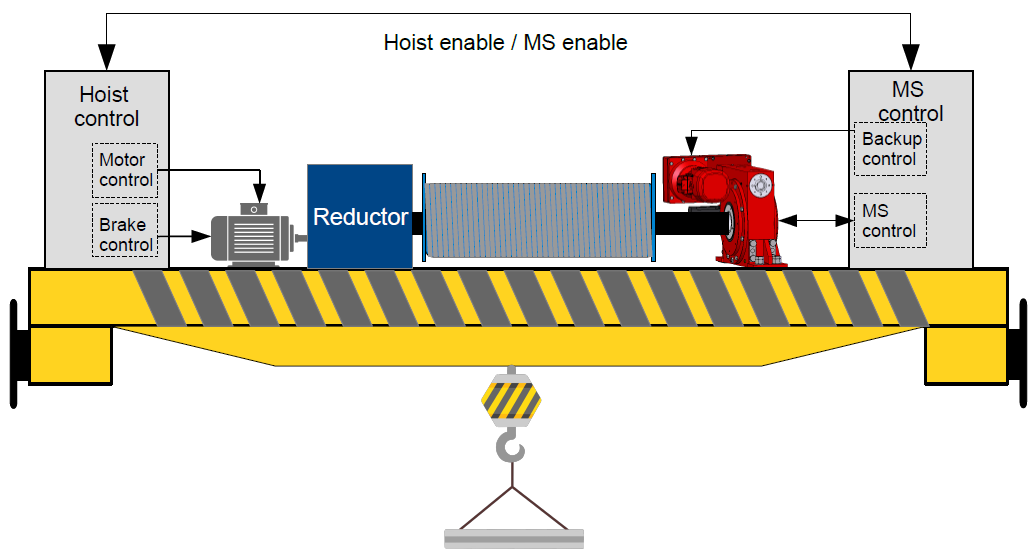 Hoist enable / MS enable
Hoist
control
MS
control
Motor
control
Backup
control
Brake
control
MS
control
Reductor